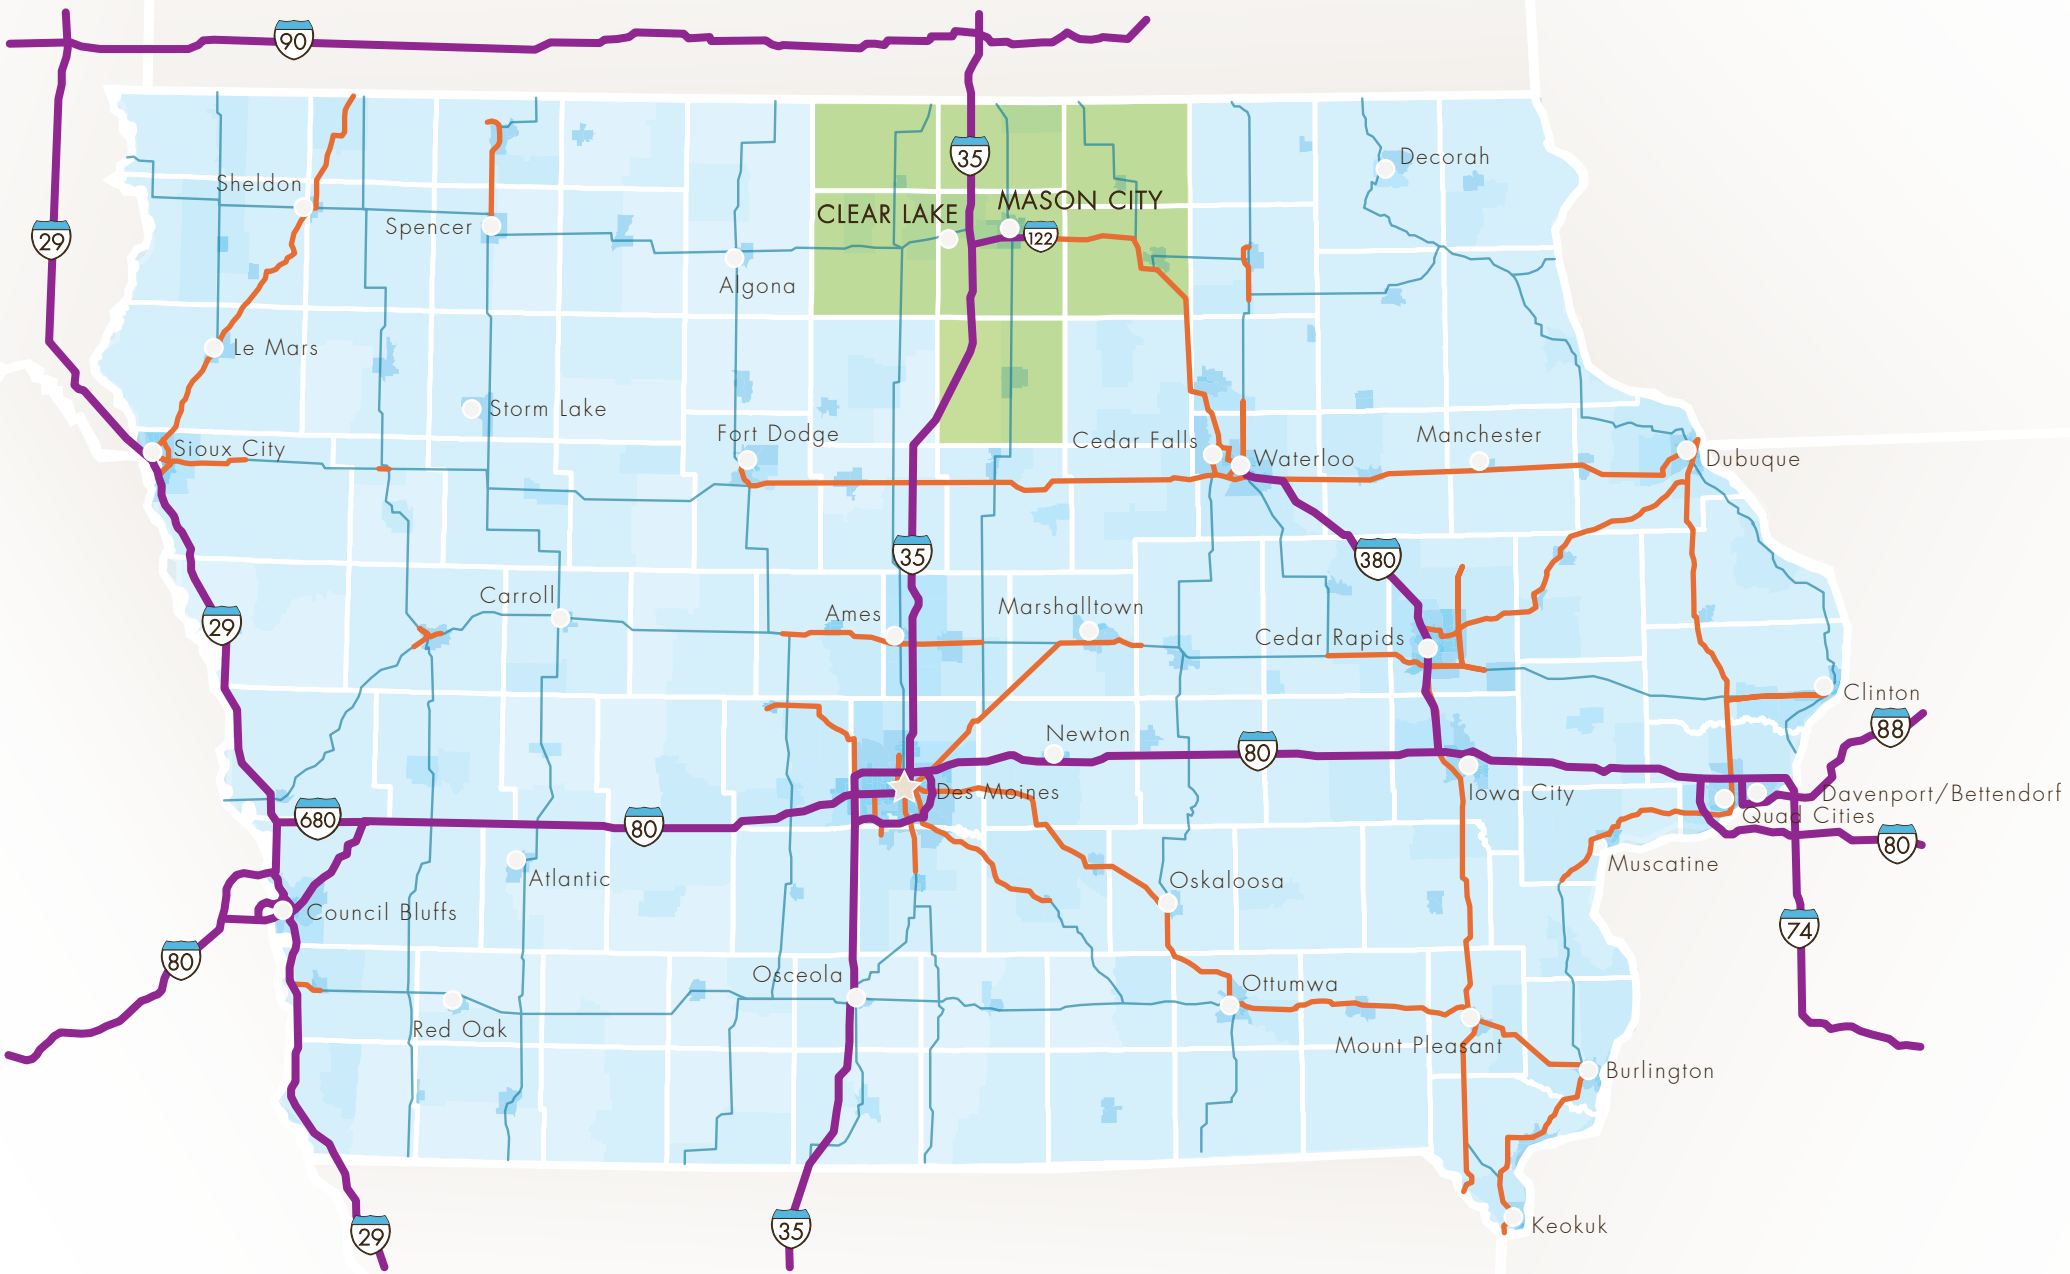 90
35
Decorah
Sheldon
CLEAR LAKE
MASON CITY
Spencer
29
122
Algona
Le Mars
Storm Lake
Fort Dodge
Cedar Falls
Manchester
Sioux City
Waterloo
Dubuque
35
380
Carroll
Ames
Marshalltown
29
Cedar Rapids
Clinton
88
Newton
80
Des Moines
Iowa City
Davenport/Bettendorf
Quad Cities
680
80
80
Muscatine
Atlantic
Oskaloosa
Council Bluffs
74
80
Osceola
Ottumwa
Red Oak
Mount Pleasant
Burlington
29
35
Keokuk